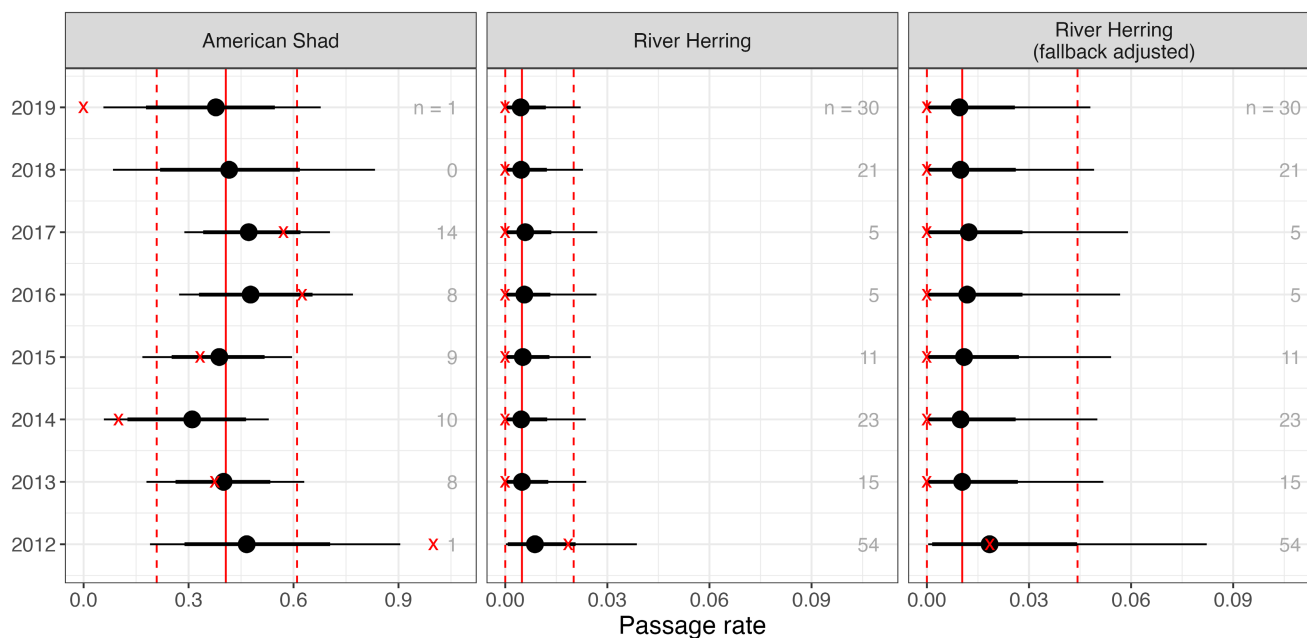 American Shad
River Herring
River Herring
(fallback adjusted)
2019 x n = 1 x n = 30 x n = 30
2018 0 x 21 x 21
2017 x 14 x 5 x 5
2016 x 8 x 5 x 5
2015 x 9 x 11 x 11
2014 x 10 x 23 x 23
2013 x 8 x 15 x 15
2012 x 1 x 54 x 54
0.0 0.3 0.6 0.9 0.00 0.03 0.06 0.09 0.00 0.03 0.06 0.09
Passage rate